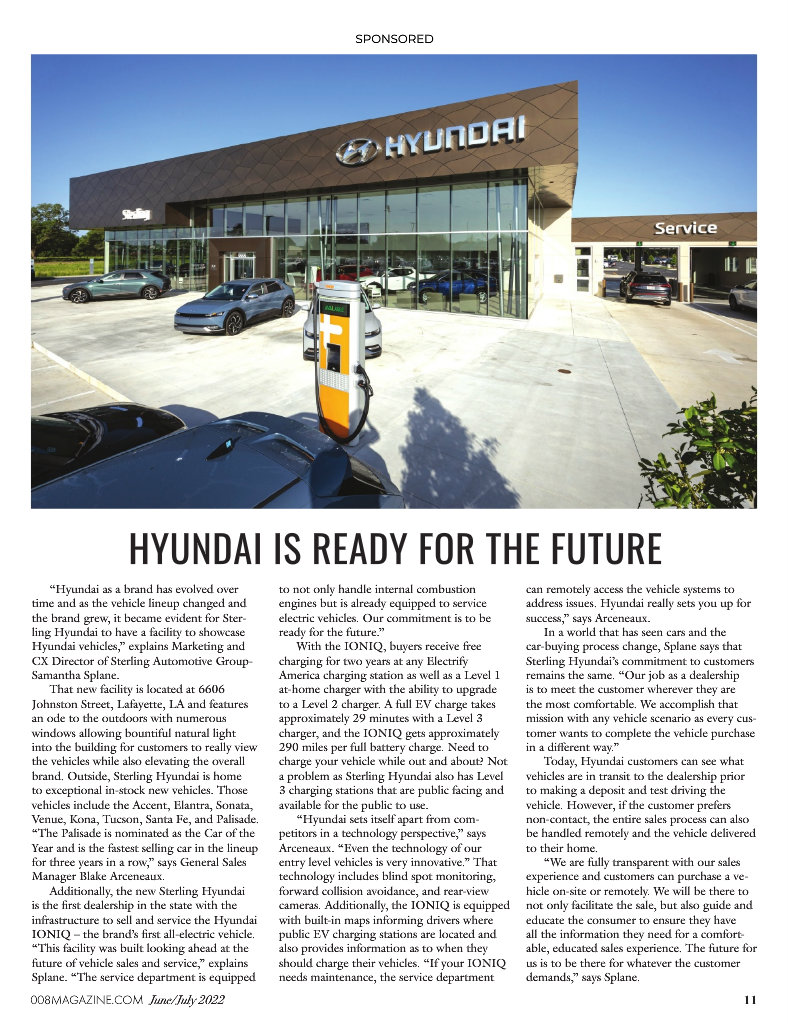 SPONSORED
HYUNDAI
Sterling
Service
HYUNDAI IS READY FOR THE FUTURE
“Hyundai as a brand has evolved over
time and as the vehicle lineup changed and
the brand grew, it became evident for Ster-
ling Hyundai to have a facility to showcase
Hyundai vehicles,” explains Marketing and
CX Director of Sterling Automotive Group-
Samantha Splane.
That new facility is located at 6606
Johnston Street, Lafayette, LA and features
an ode to the outdoors with numerous
windows allowing bountiful natural light
into the building for customers to really view
the vehicles while also elevating the overall
brand. Outside, Sterling Hyundai is home
to exceptional in-stock new vehicles. Those
vehicles include the Accent, Elantra, Sonata,
Venue, Kona, Tucson, Santa Fe, and Palisade.
“The Palisade is nominated as the Car of the
Year and is the fastest selling car in the lineup
for three years in a row,” says General Sales
Manager Blake Arceneaux.
Additionally, the new Sterling Hyundai
is the first dealership in the state with the
infrastructure to sell and service the Hyundai
IONIQ – the brand’s first all-electric vehicle.
“This facility was built looking ahead at the
future of vehicle sales and service,” explains
Splane. “The service department is equipped
to not only handle internal combustion
engines but is already equipped to service
electric vehicles. Our commitment is to be
ready for the future.”
With the IONIQ, buyers receive free
charging for two years at any Electrify
America charging station as well as a Level 1
at-home charger with the ability to upgrade
to a Level 2 charger. A full EV charge takes
approximately 29 minutes with a Level 3
charger, and the IONIQ gets approximately
290 miles per full battery charge. Need to
charge your vehicle while out and about? Not
a problem as Sterling Hyundai also has Level
3 charging stations that are public facing and
available for the public to use.
“Hyundai sets itself apart from com-
petitors in a technology perspective,” says
Arceneaux. “Even the technology of our
entry level vehicles is very innovative.” That
technology includes blind spot monitoring,
forward collision avoidance, and rear-view
cameras. Additionally, the IONIQ is equipped
with built-in maps informing drivers where
public EV charging stations are located and
also provides information as to when they
should charge their vehicles. “If your IONIQ
needs maintenance, the service department
can remotely access the vehicle systems to
address issues. Hyundai really sets you up for
success,” says Arceneaux.
In a world that has seen cars and the
car-buying process change, Splane says that
Sterling Hyundai’s commitment to customers
remains the same. “Our job as a dealership
is to meet the customer wherever they are
the most comfortable. We accomplish that
mission with any vehicle scenario as every cus-
tomer wants to complete the vehicle purchase
in a different way.”
Today, Hyundai customers can see what
vehicles are in transit to the dealership prior
to making a deposit and test driving the
vehicle. However, if the customer prefers
non-contact, the entire sales process can also
be handled remotely and the vehicle delivered
to their home.
“We are fully transparent with our sales
experience and customers can purchase a ve-
hicle on-site or remotely. We will be there to
not only facilitate the sale, but also guide and
educate the consumer to ensure they have
all the information they need for a comfort-
able, educated sales experience. The future for
us is to be there for whatever the customer
demands,” says Splane.
008MAGAZINE.COM June/July 2022
11